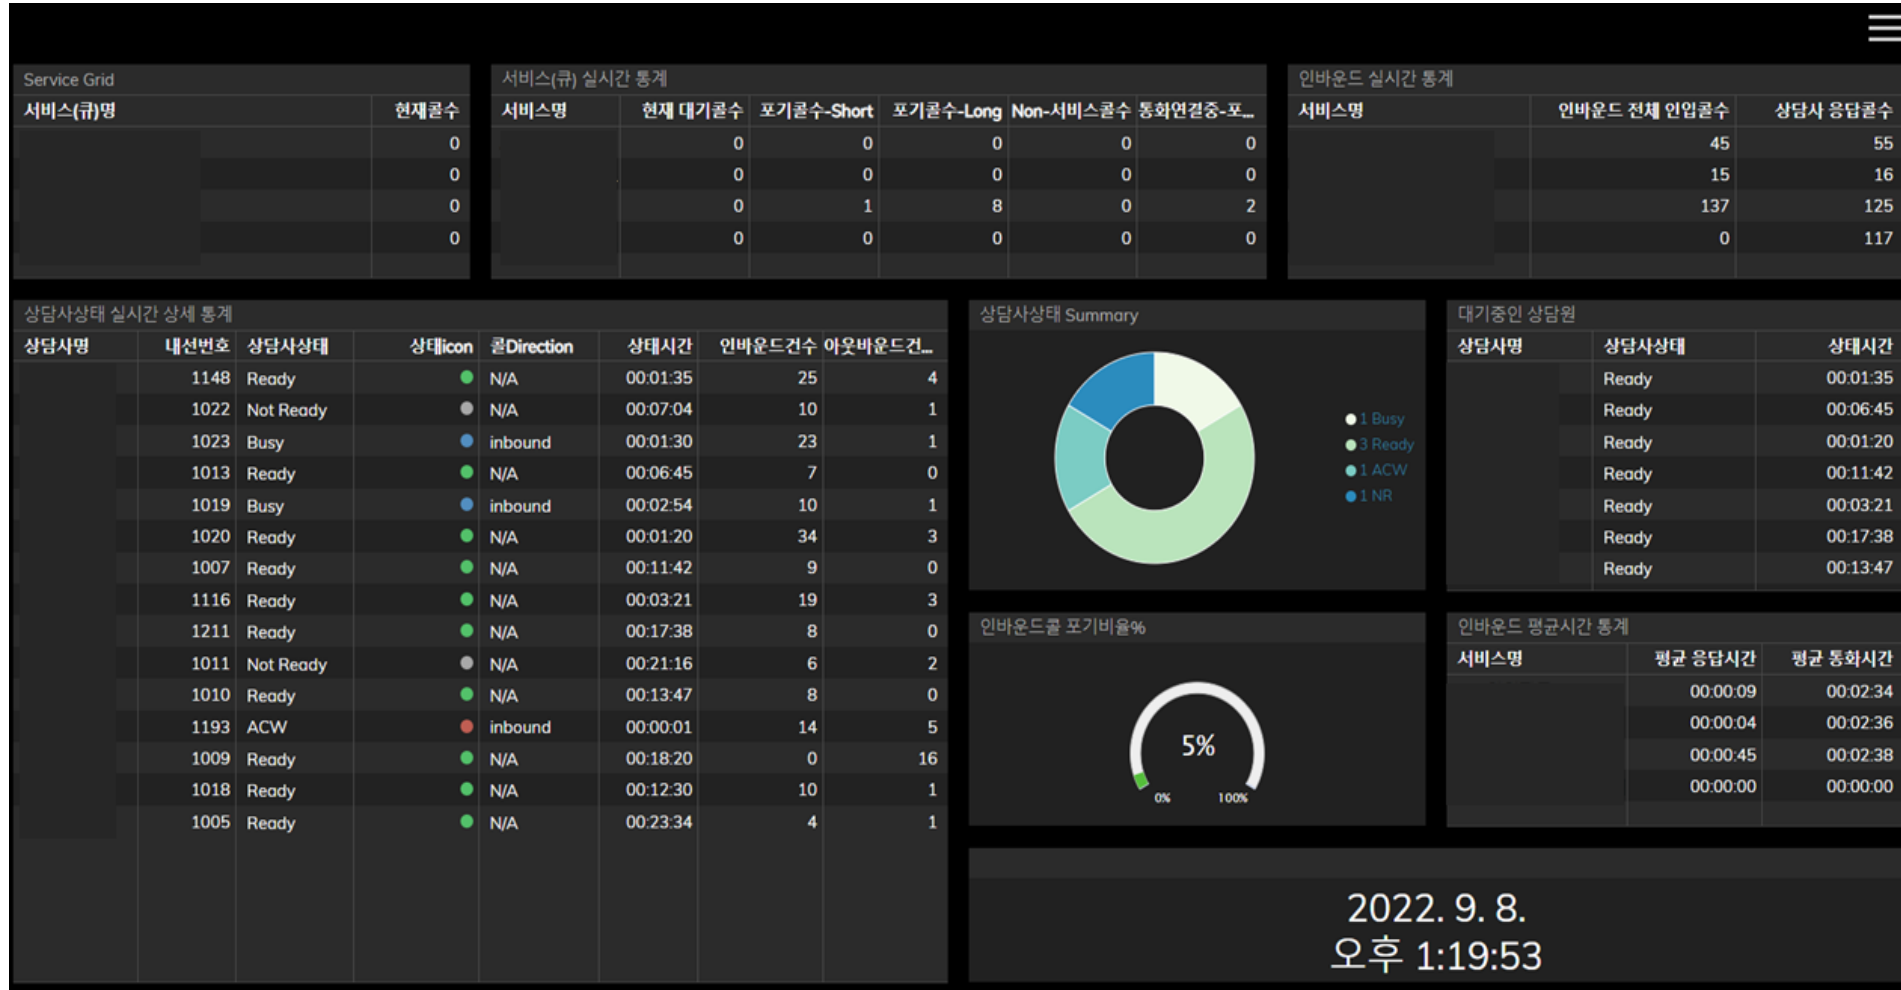 Service Grid
서비스(큐)명 현재콜수
0
0
0
0
서비스(큐) 실시간 통계
서비스명 현재 대기콜수 포기콜수-Short 포기콜수-Long Non-서비스콜수 통화연결중-포...
0 0 0 0 0
0 0 0 0 0
0 1 8 0 2
0 0 0 0 0
인바운드 실시간 통계
서비스명 인바운드 전체 인입콜수 상담사 응답콜수
45 55
15 16
137 125
0 117
상담사상태 실시간 상세 통계
상담사명 내선번호 상담사상태 상태icon 콜Direction 상태시간 인바운드건수 아웃바운드건...
1148 Ready N/A 00:01:35 25 4
1022 Not Ready N/A 00:07:04 10 1
1023 Busy inbound 00:01:30 23 1
1013 Ready N/A 00:06:45 7 0
1019 Busy inbound 00:02:54 10 1
1020 Ready N/A 00:01:20 34 3
1007 Ready N/A 00:11:42 9 0
1116 Ready N/A 00:03:21 19 3
1211 Ready N/A 00:17:38 8 0
1011 Not Ready N/A 00:21:16 6 2
1010 Ready N/A 00:13:47 8 0
1193 ACW inbound 00:00:01 14 5
1009 Ready N/A 00:18:20 0 16
1018 Ready N/A 00:12:30 10 1
1005 Ready N/A 00:23:34 4 1
상담사상태 Summary
1 Busy
3 Ready
1 ACW
1 NR
대기중인 상담원
상담사명 상담사상태 상태시간
Ready 00:01:35
Ready 00:06:45
Ready 00:01:20
Ready 00:11:42
Ready 00:03:21
Ready 00:17:38
Ready 00:13:47
인바운드콜 포기비율%
5%
0% 100%
인바운드 평균시간 통계
서비스명 평균 응답시간 평균 통화시간
00:00:09 00:02:34
00:00:04 00:02:36
00:00:45 00:02:38
00:00:00 00:00:00
2022. 9. 8.
오후 1:19:53